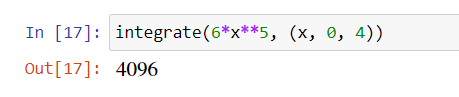 In [17]: integrate(6*x**5, (x, 0, 4))
Out[17]: 4096